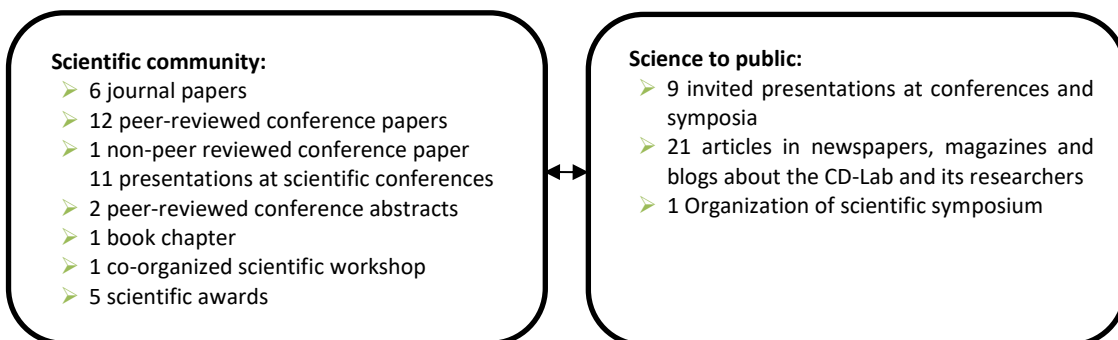 Scientific community:
➢ 6 journal papers
➢ 12 peer-reviewed conference papers
➢ 1 non-peer reviewed conference paper
11 presentations at scientific conferences
➢ 2 peer-reviewed conference abstracts
➢ 1 book chapter
➢ 1 co-organized scientific workshop
➢ 5 scientific awards
Science to public:
➢ 9 invited presentations at conferences and
symposia
➢ 21 articles in newspapers, magazines and
blogs about the CD-Lab and its researchers
➢ 1 Organization of scientific symposium